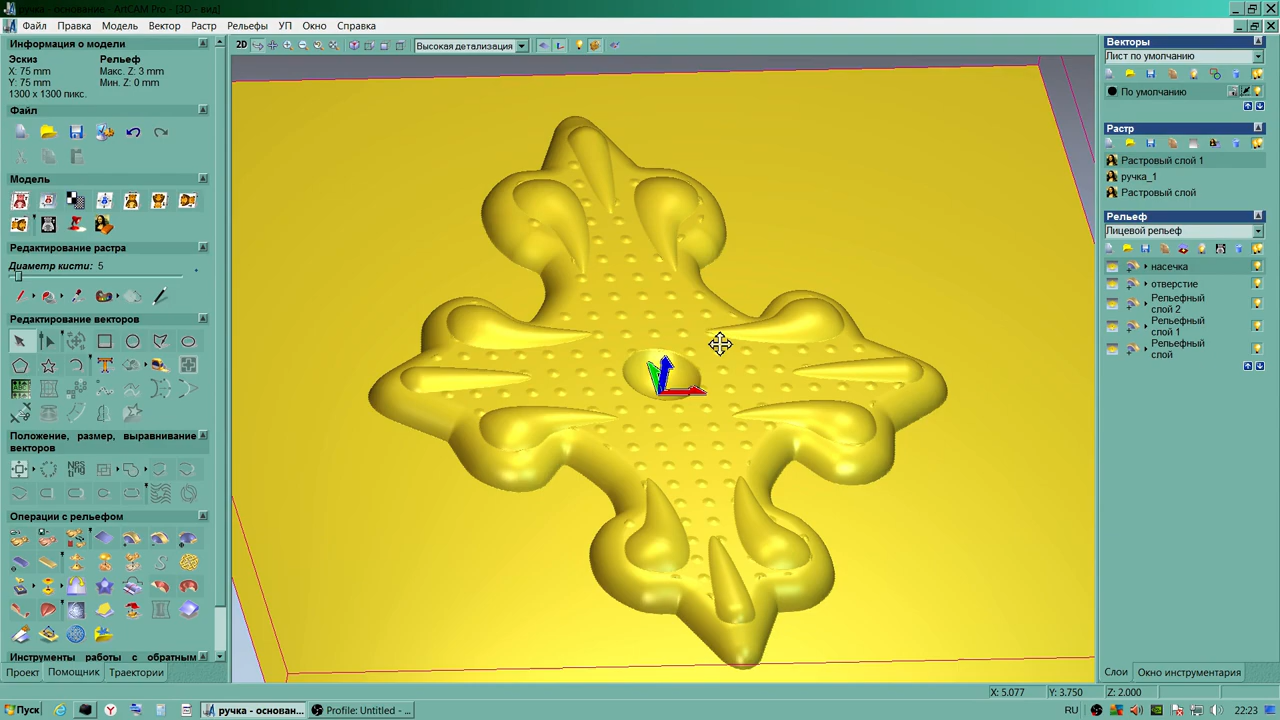 ручка - основание - ArtCAM Pro - [3D - вид]
Файл Правка Модель Вектор Растр Рельефы УП Окно Справка
2D
Высокая детализация
Информация о модели
Эскиз Рельеф
X: 75 mm Макс. Z: 3 mm
Y: 75 mm Мин. Z: 0 mm
1300 x 1300 пикс.
Файл
Модель
Редактирование растра
Диаметр кисти: 5
Редактирование векторов
Положение, размер, выравнивание
векторов
Операции с рельефом
Инструменты работы с обратным
Проект Помощник Траектории
Векторы
Лист по умолчанию
По умолчанию
Растр
Растровый слой 1
ручка_1
Растровый слой
Рельеф
Лицевой рельеф
насечка
отверстие
Рельефный
слой 2
Рельефный
слой 1
Рельефный
слой
Слои Окно инструментария
X: 5.077 Y: 3.750 Z: 2.000
Пуск
ручка - основан...
Profile: Untitled - ...
RU
22:23